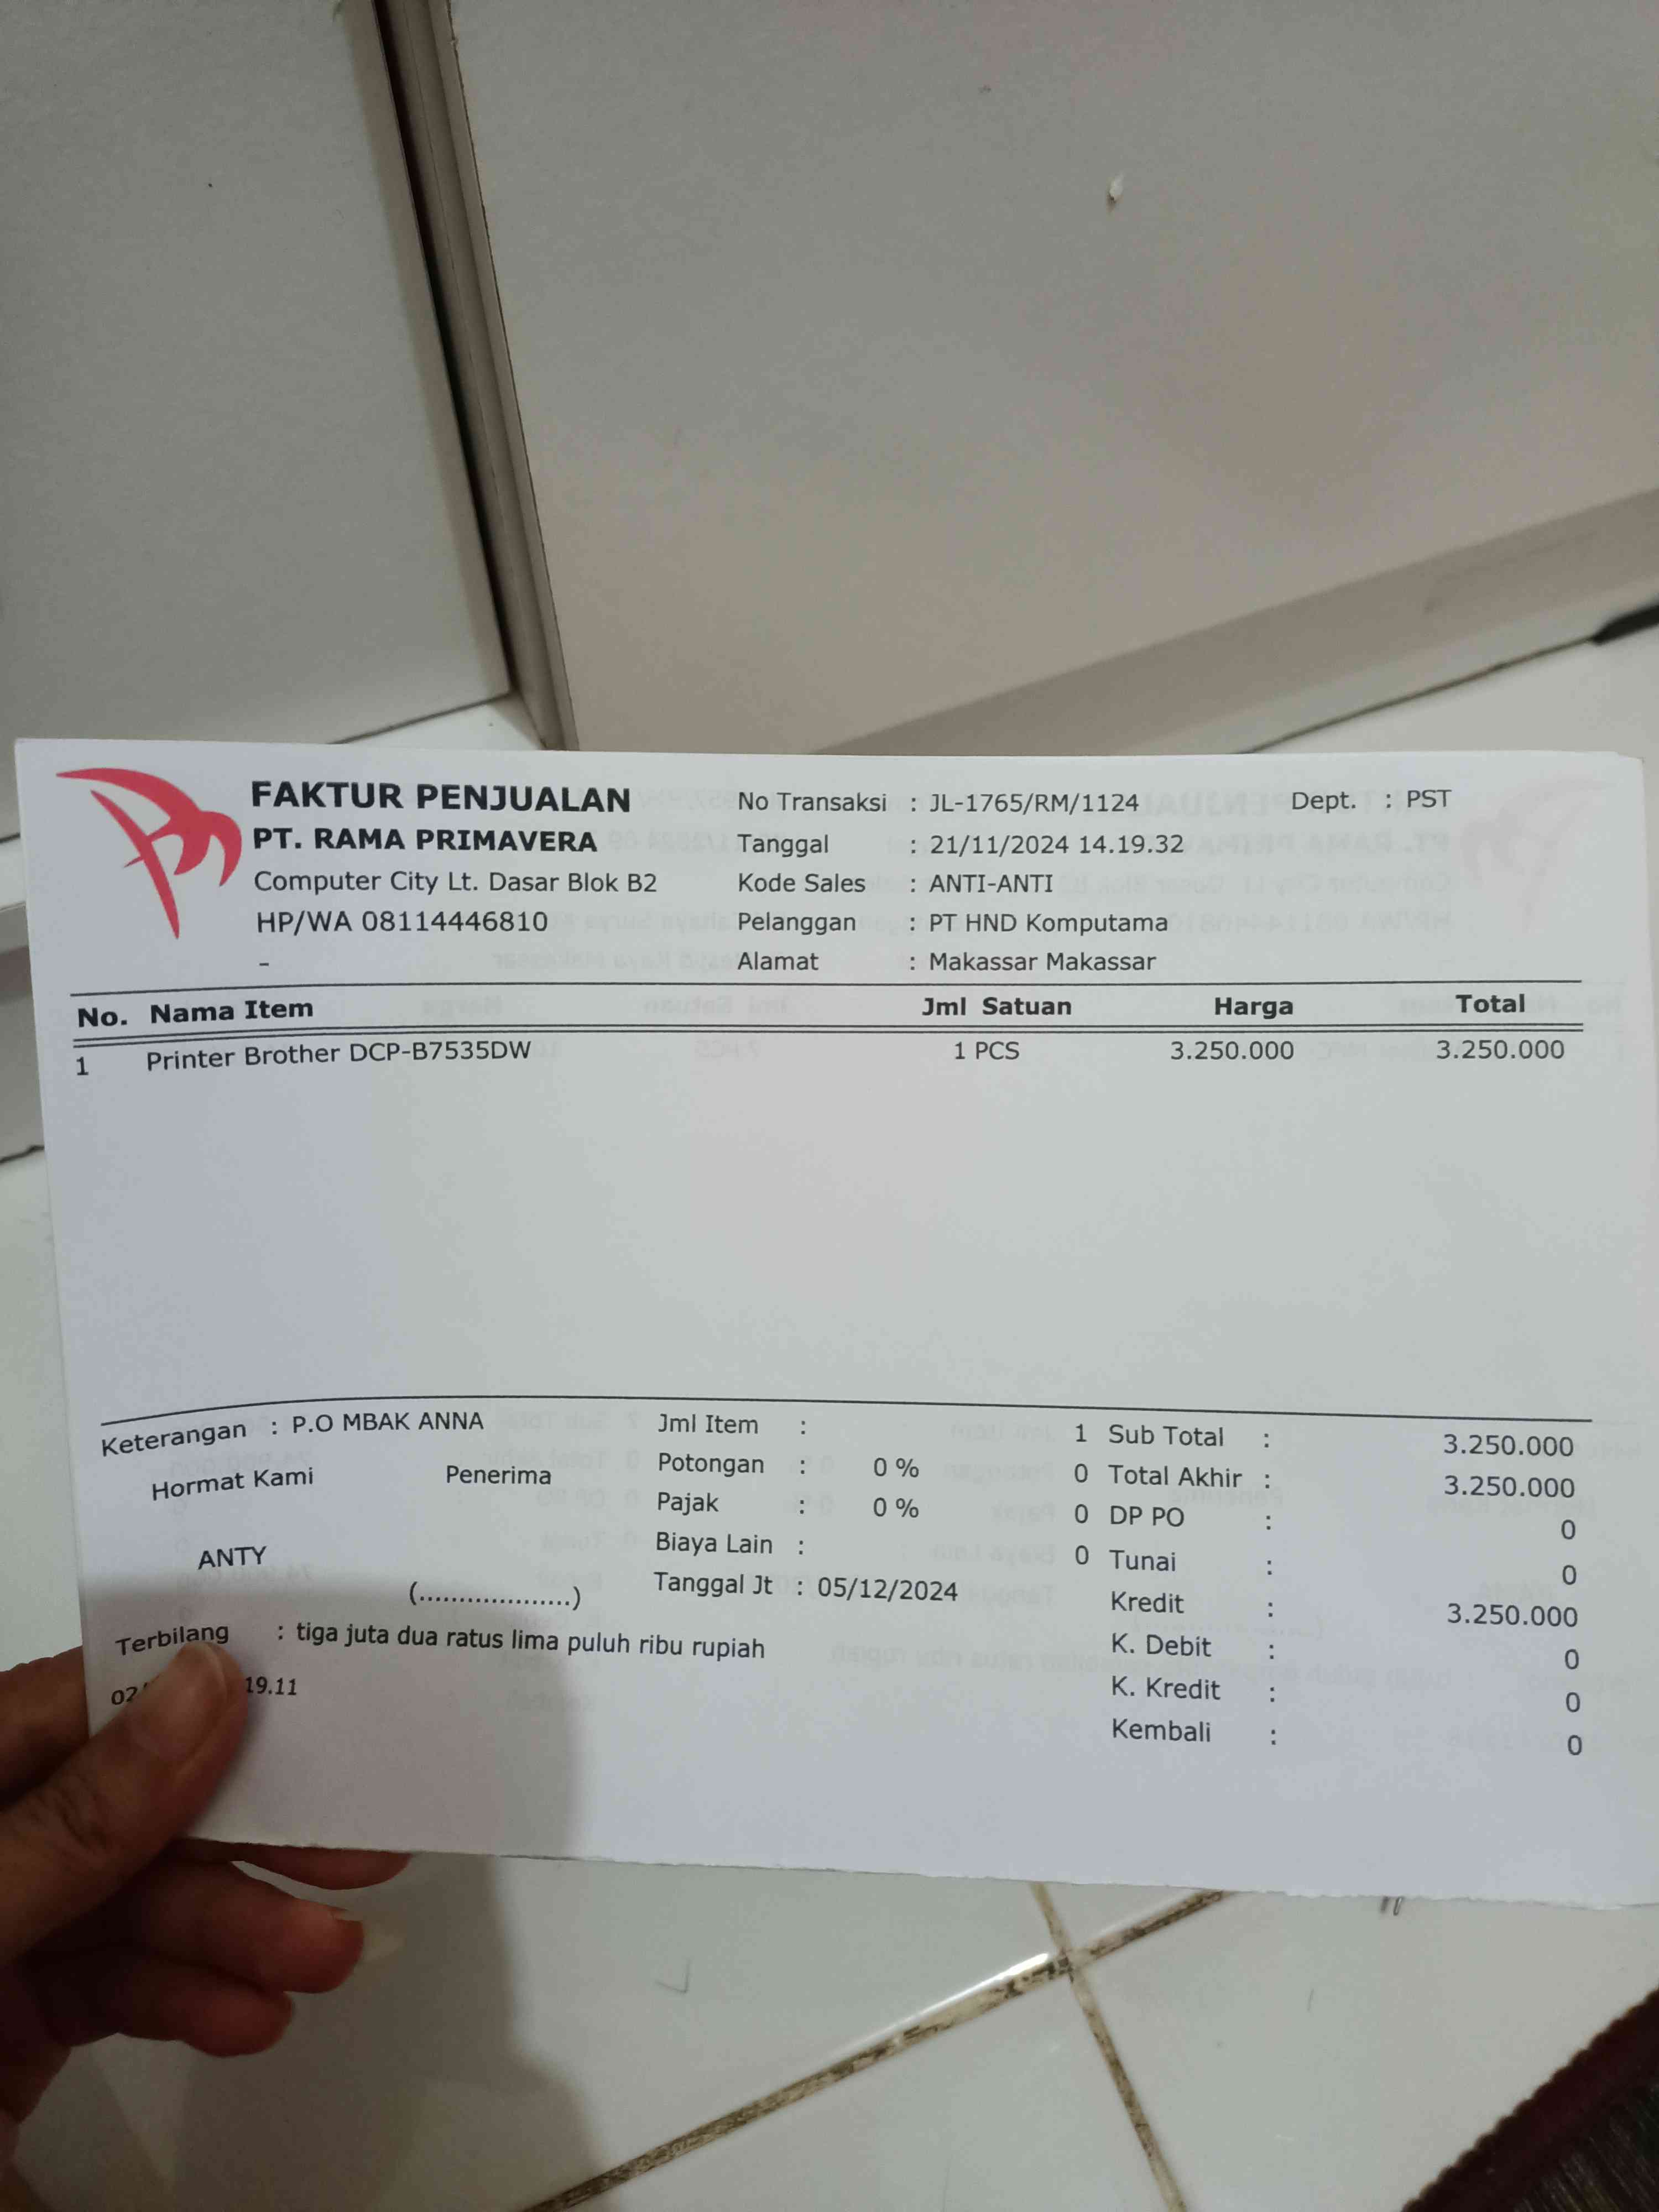 FAKTUR PENJUALAN
PT. RAMA PRIMAVERA
Computer City Lt. Dasar Blok B2
HP/WA 08114446810
-
No Transaksi : JL-1765/RM/1124
Dept. : PST
Tanggal : 21/11/2024 14.19.32
Kode Sales : ANTI-ANTI
Pelanggan : PT HND Komputama
Alamat : Makassar Makassar
No. Nama Item Jml Satuan Harga Total
1 Printer Brother DCP-B7535DW 1 PCS 3.250.000 3.250.000
Keterangan : P.O MBAK ANNA
Hormat Kami Penerima
ANTY
(...................)
Jml Item : 1
Potongan : 0 % 0
Pajak : 0 % 0
Biaya Lain : 0
Tanggal Jt : 05/12/2024
Sub Total : 3.250.000
Total Akhir : 3.250.000
DP PO : 0
Tunai : 0
Kredit : 3.250.000
K. Debit : 0
K. Kredit : 0
Kembali : 0
Terbilang : tiga juta dua ratus lima puluh ribu rupiah
02 19.11